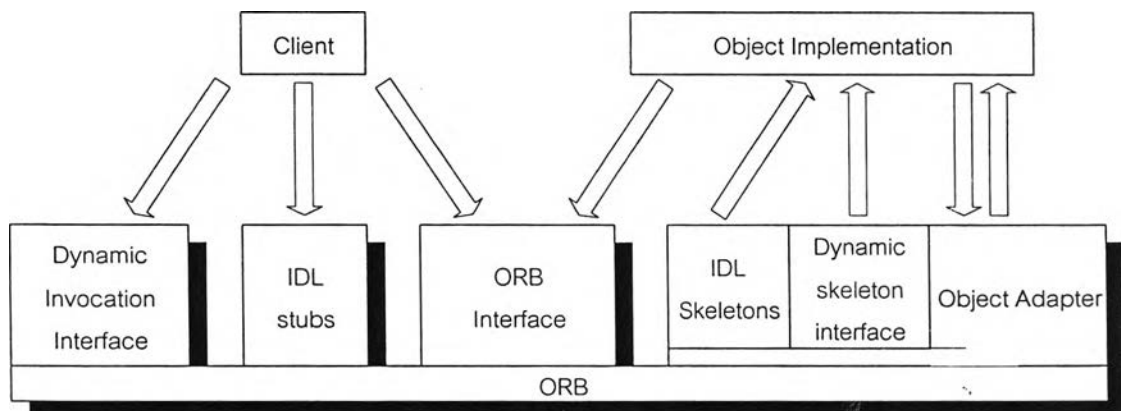 Client
Object Implementation
Dynamic
Invocation
Interface
IDL
stubs
ORB
Interface
IDL
Skeletons
Dynamic
skeleton
interface
Object Adapter
ORB